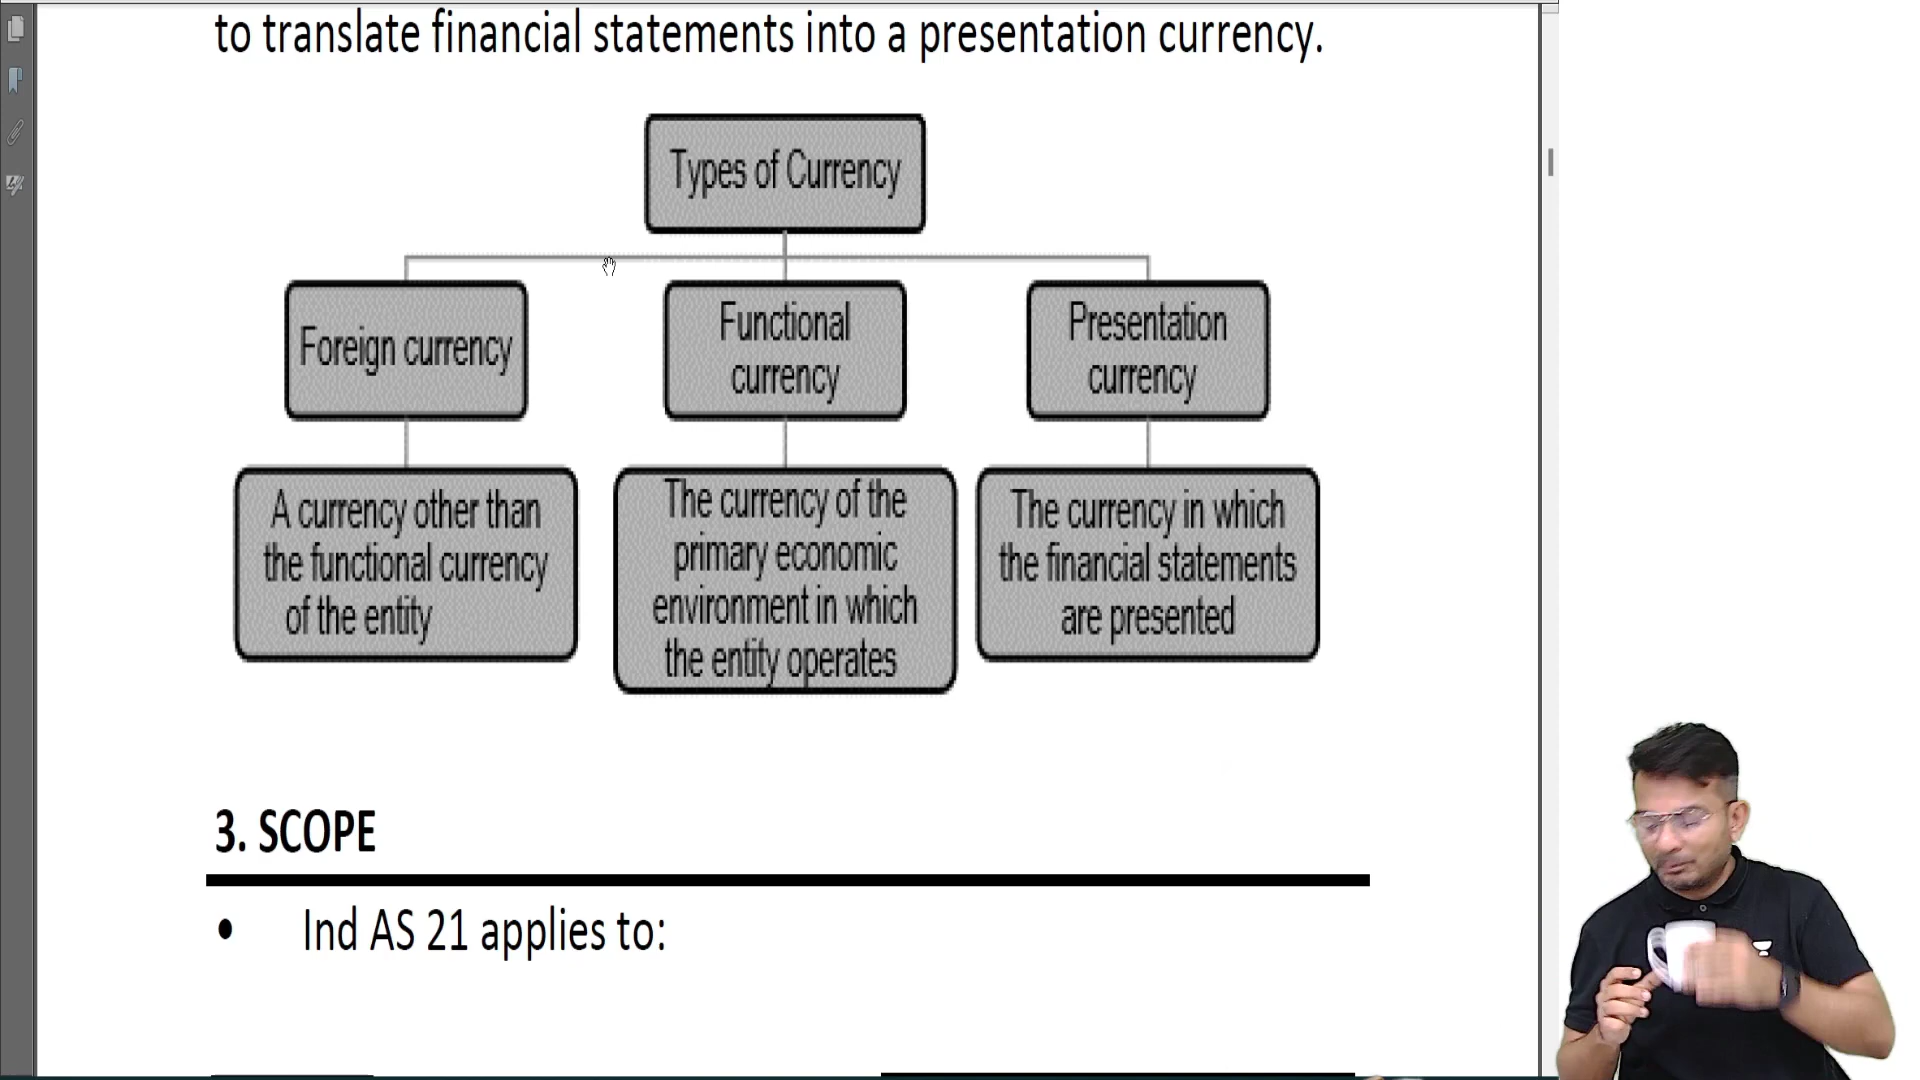 to translate financial statements into a presentation currency.
Types of Currency
Foreign currency
Functional
currency
Presentation
currency
A currency other than
the functional currency
of the entity
The currency of the
primary economic
environment in which
the entity operates
The currency in which
the financial statements
are presented
3. SCOPE
• Ind AS 21 applies to: